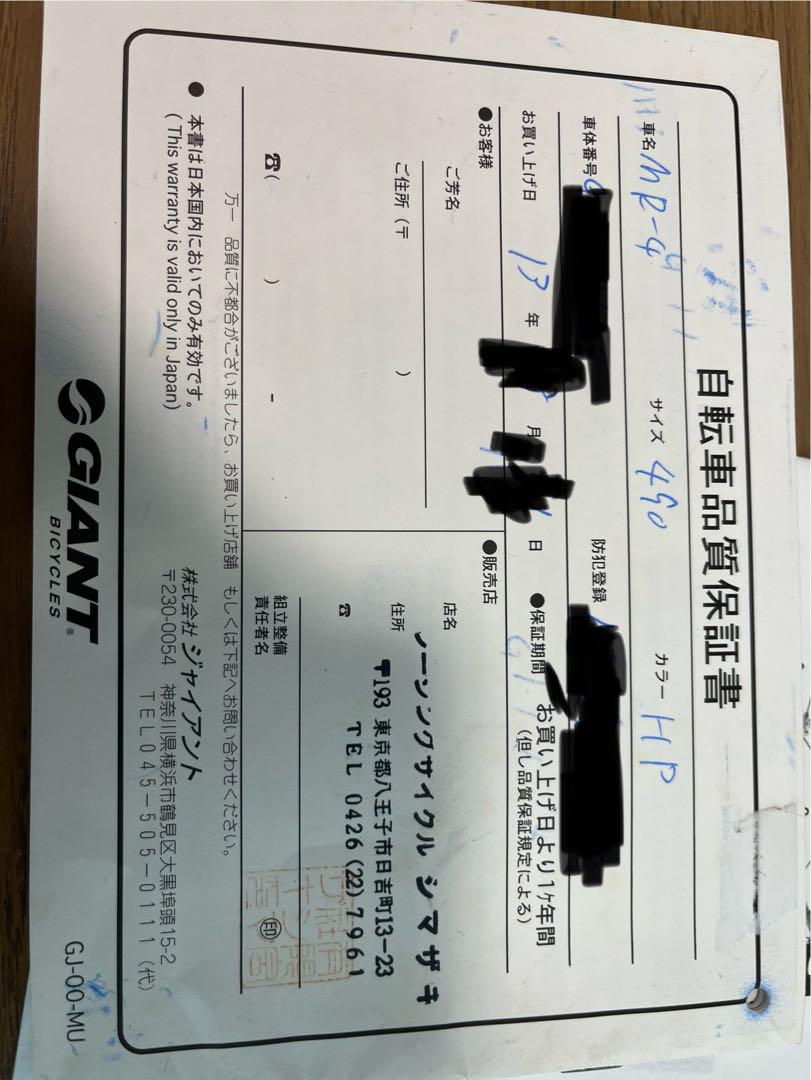 自転車品質保証書
車名 MR-4 サイズ 490 カラー HP
車体番号 防犯登録
お買い上げ日 13年 月 日
●保証期間 お買い上げ日より1ヶ年間
(但し品質保証規定による)
●お客様
ご芳名
ご住所(〒 )
☎( ) -
●販売店
店名 ノーシングサイクル シマザキ
住所 〒193 東京都八王子市日吉町13-23
☎ TEL 0426(22)7961
組立整備
責任者名
印
万一 品質に不都合がございましたら、お買い上げ店舗 もしくは下記へお問い合わせください。
●本書は日本国内においてのみ有効です。
(This warranty is valid only in Japan)
株式会社 ジャイアント
〒230-0054 神奈川県横浜市鶴見区大黒埠頭15-2
TEL045-505-0111(代)
GIANT®
BICYCLES
GJ-00-MU